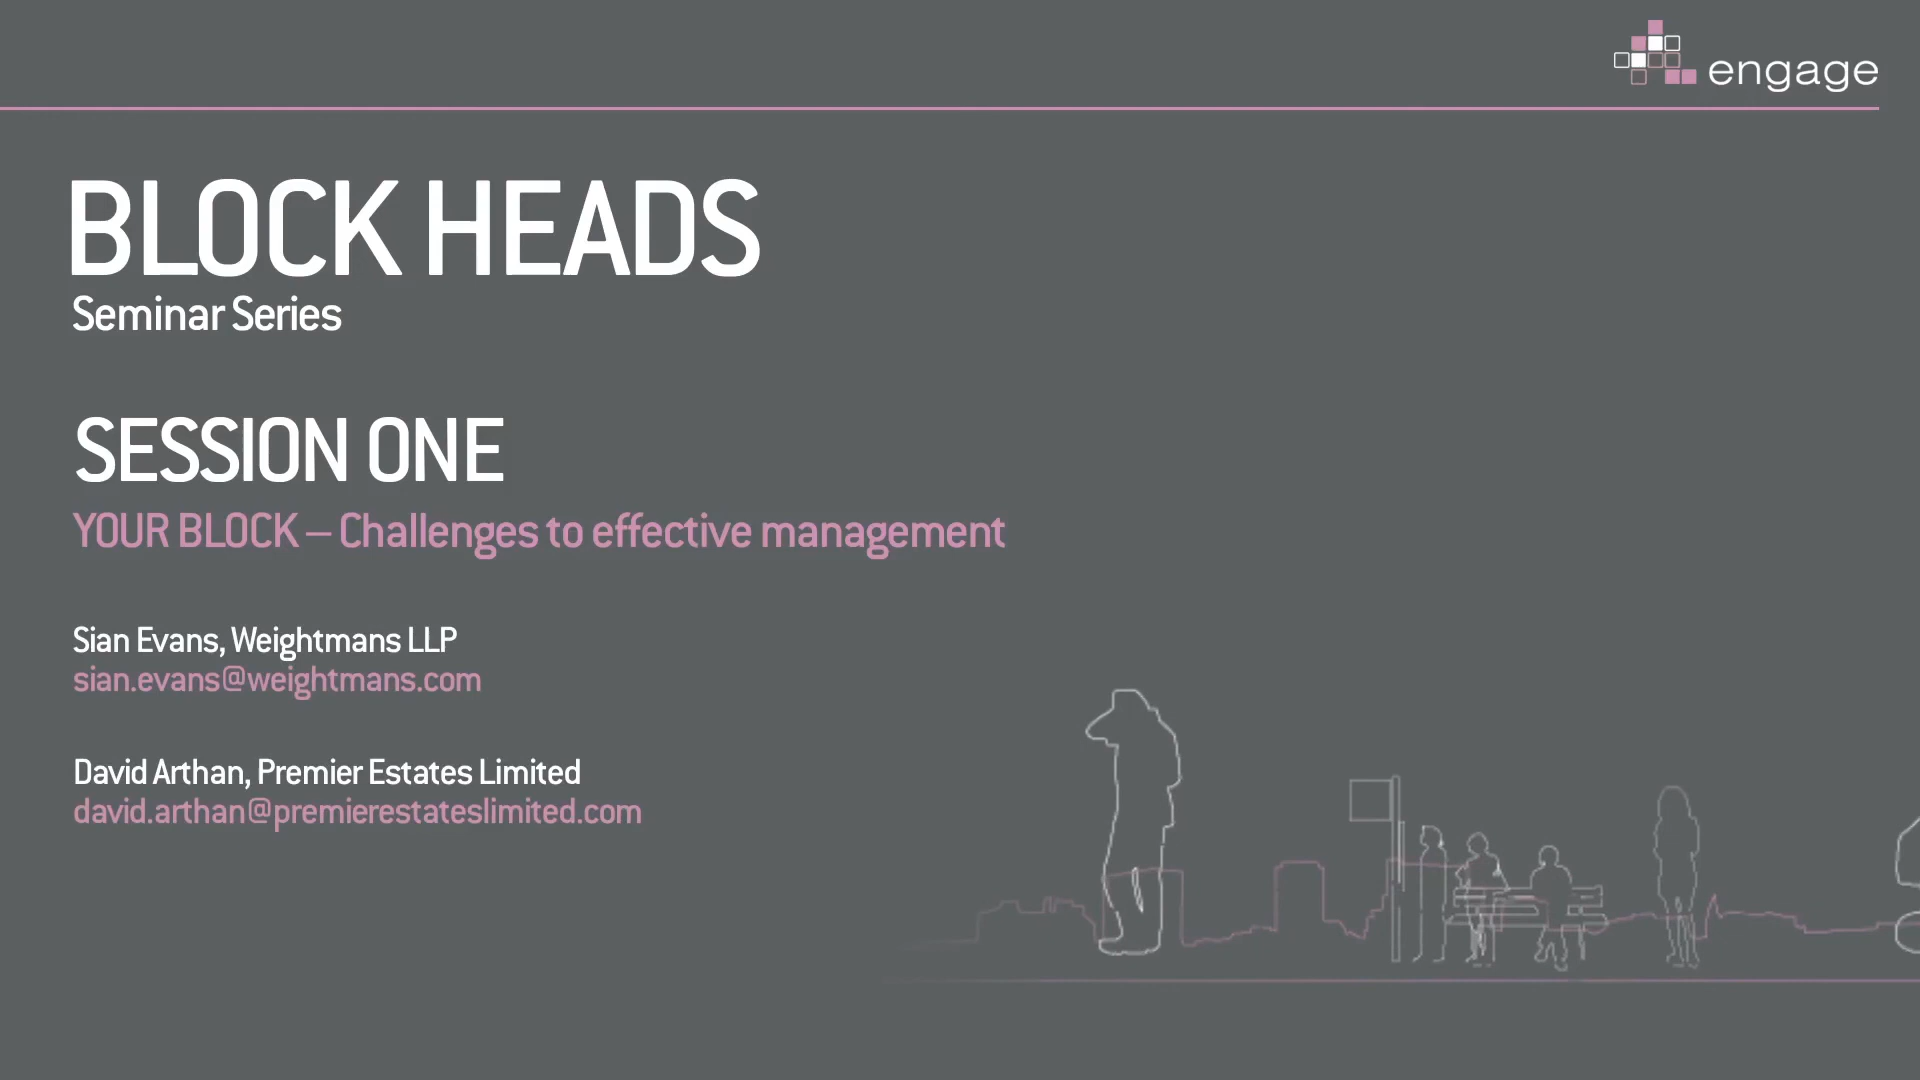 engage
BLOCK HEADS
Seminar Series
SESSION ONE
YOUR BLOCK – Challenges to effective management
Sian Evans, Weightmans LLP
sian.evans@weightmans.com
David Arthan, Premier Estates Limited
david.arthan@premierestateslimited.com